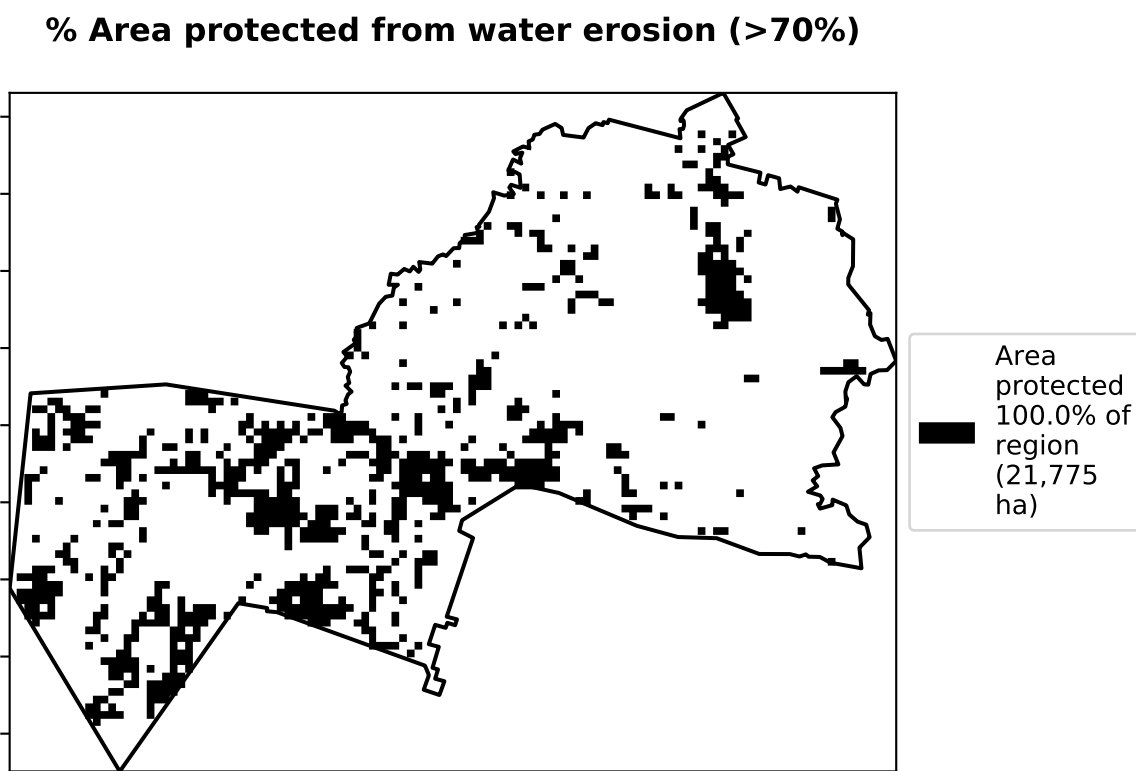 % Area protected from water erosion (>70%)
Area
protected
100.0% of
region
(21,775
ha)